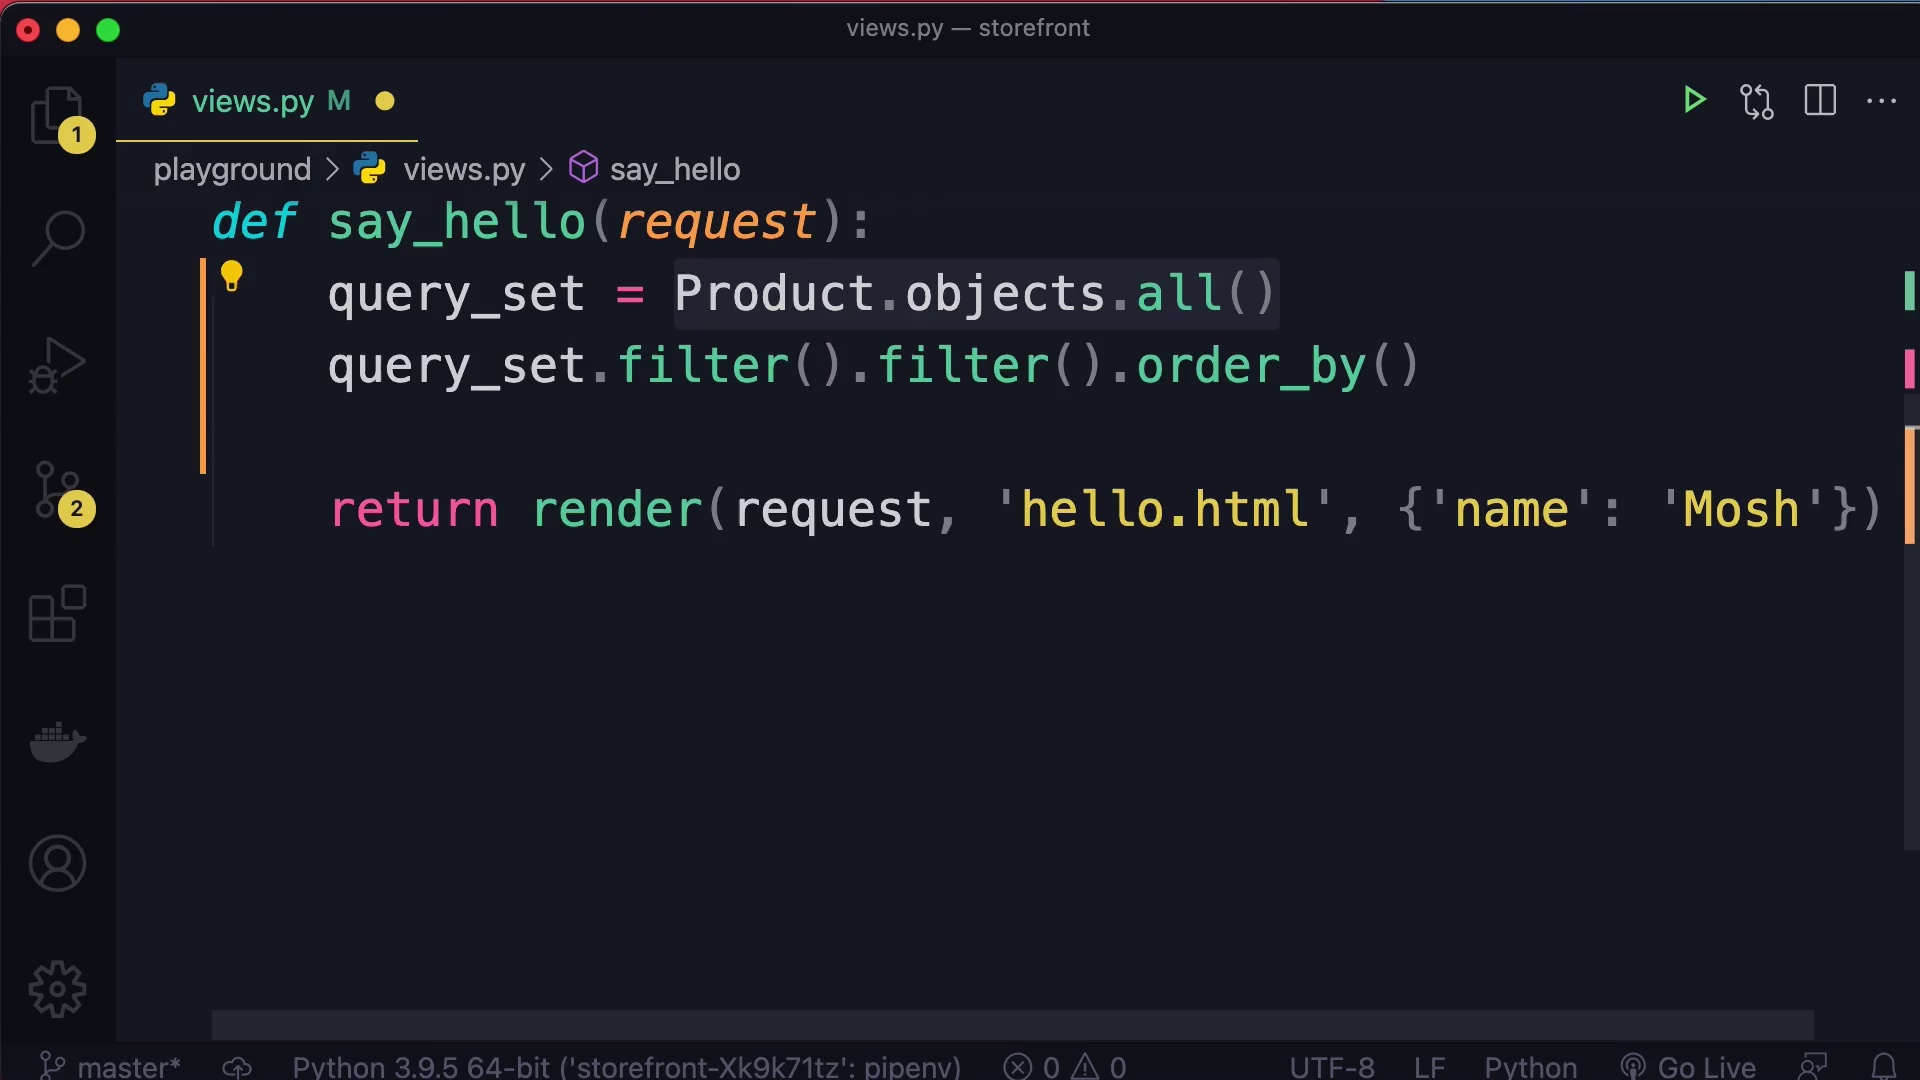 views.py — storefront
views.py M
1
playground > views.py > say_hello
def say_hello(request):
query_set = Product.objects.all()
query_set.filter().filter().order_by()
return render(request, 'hello.html', {'name': 'Mosh'})
2
master* Python 3.9.5 64-bit ('storefront-Xk9k71tz': pipenv) 0 0 UTF-8 LF Python Go Live